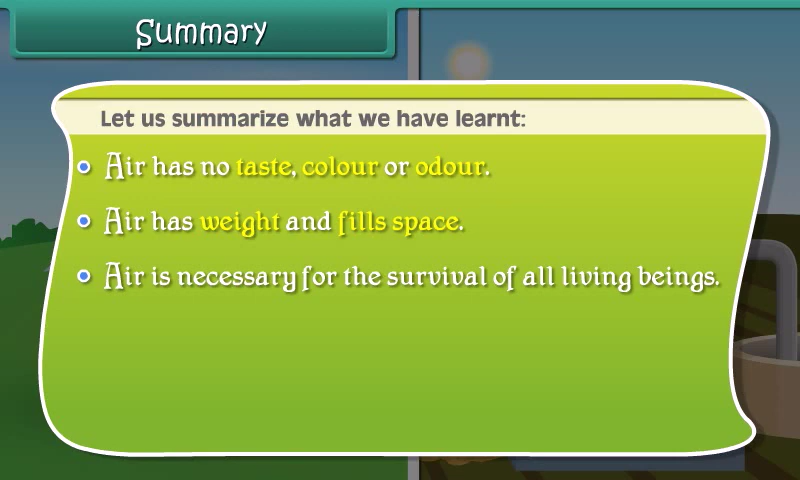 Summary
Let us summarize what we have learnt:
Air has no taste, colour or odour.
Air has weight and fills space.
Air is necessary for the survival of all living beings.